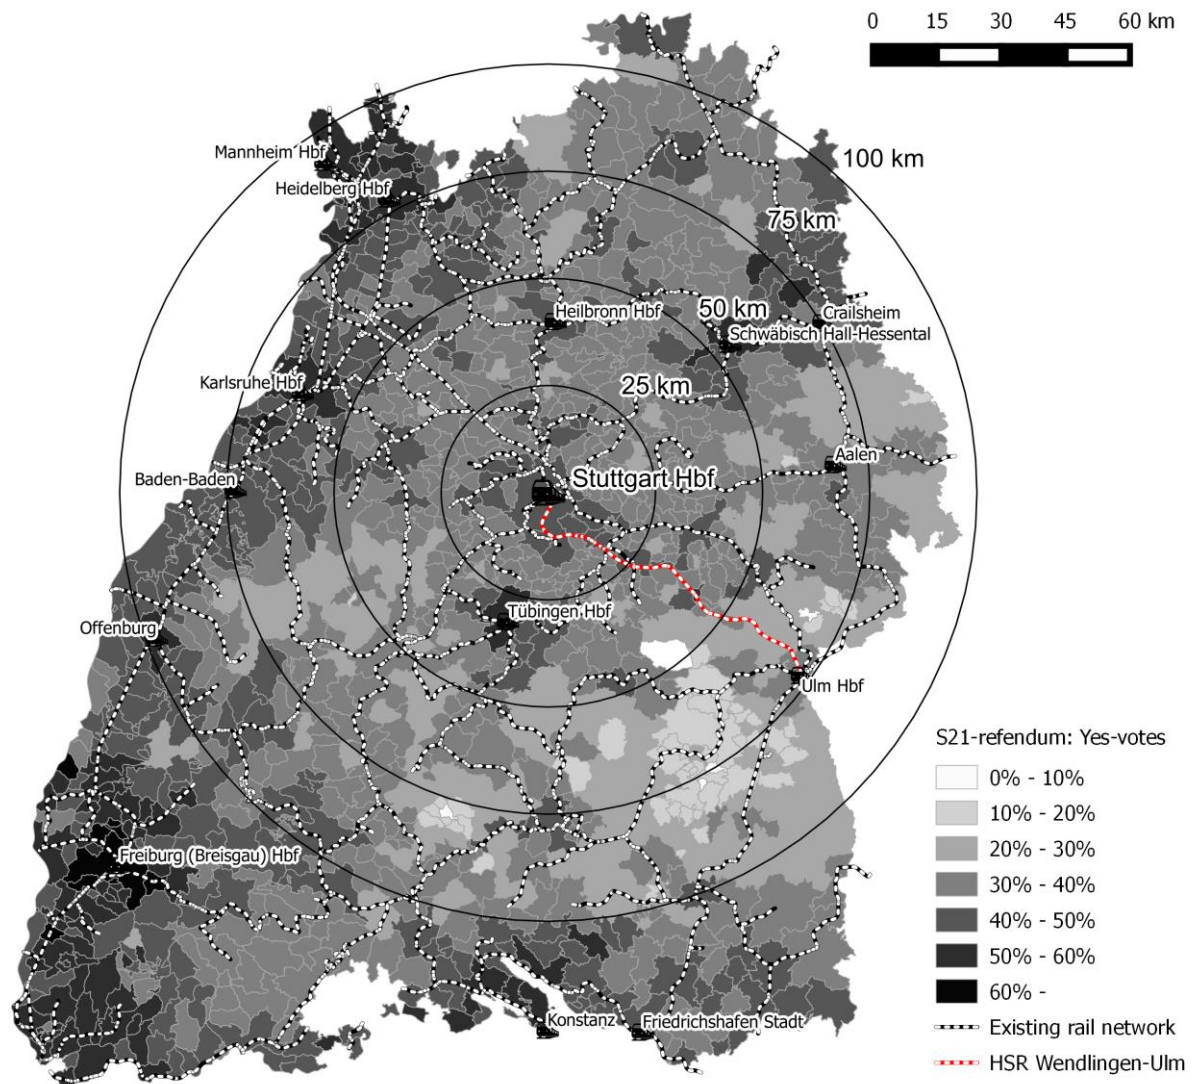 0 15 30 45 60 km
100 km
Mannheim Hbf
Heidelberg Hbf
75 km
50 km
Heilbronn Hbf
Crailsheim
Schwäbisch Hall-Hessental
Karlsruhe Hbf
25 km
Aalen
Baden-Baden
Stuttgart Hbf
Tübingen Hbf
Offenburg
Ulm Hbf
S21-refendum: Yes-votes
0% - 10%
10% - 20%
20% - 30%
30% - 40%
40% - 50%
50% - 60%
60% -
Existing rail network
HSR Wendlingen-Ulm
Freiburg (Breisgau) Hbf
Konstanz
Friedrichshafen Stadt